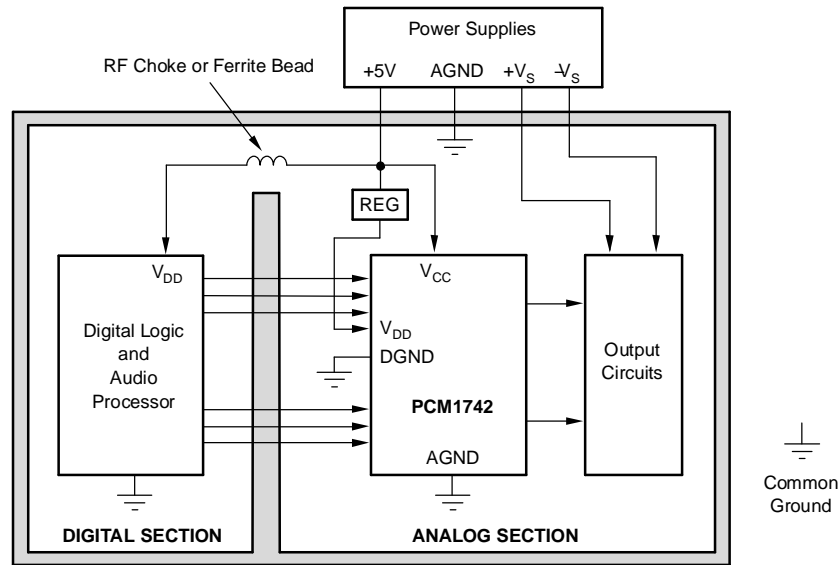 Power Supplies
+5V AGND +VS –VS
RF Choke or Ferrite Bead
REG
VDD
Digital Logic
and
Audio
Processor
VCC
VDD
DGND
PCM1742
AGND
Output
Circuits
Common
Ground
DIGITAL SECTION
ANALOG SECTION